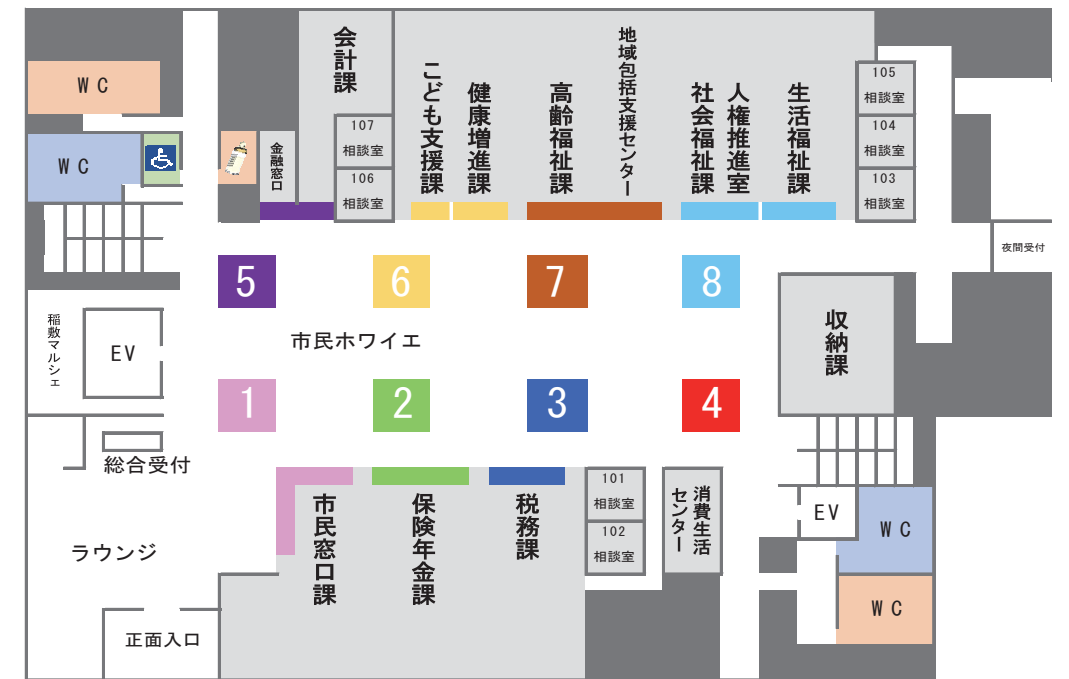 会計課
こども支援課
健康増進課
高齢福祉課
地域包括支援センター
社会福祉課
人権推進室
生活福祉課
105
相談室
104
相談室
103
相談室
WC
WC
107
相談室
106
相談室
金融窓口
夜間受付
5
6
7
8
市民ホワイエ
収納課
稲敷マルシェ
EV
1
2
3
4
総合受付
ラウンジ
正面入口
市民窓口課
保険年金課
税務課
101
相談室
102
相談室
消費生活
センター
EV
WC
WC